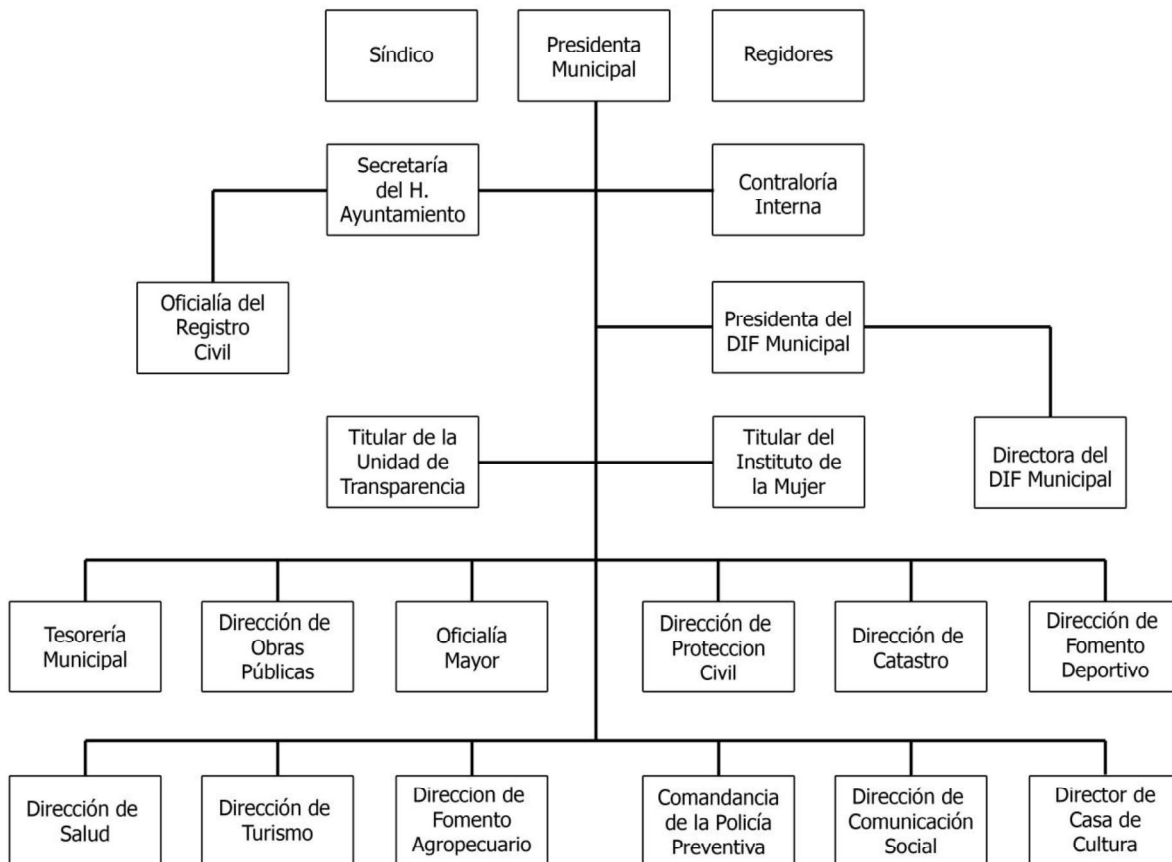 Síndico
Presidenta
Municipal
Regidores
Secretaría
del H.
Ayuntamiento
Contraloría
Interna
Oficialía del
Registro
Civil
Presidenta del
DIF Municipal
Titular de la
Unidad de
Transparencia
Titular del
Instituto de
la Mujer
Directora del
DIF Municipal
Tesorería
Municipal
Dirección de
Obras
Públicas
Oficialía
Mayor
Dirección de
Proteccion
Civil
Dirección de
Catastro
Dirección de
Fomento
Deportivo
Dirección de
Salud
Dirección de
Turismo
Direccion de
Fomento
Agropecuario
Comandancia
de la Policía
Preventiva
Dirección de
Comunicación
Social
Director de
Casa de
Cultura